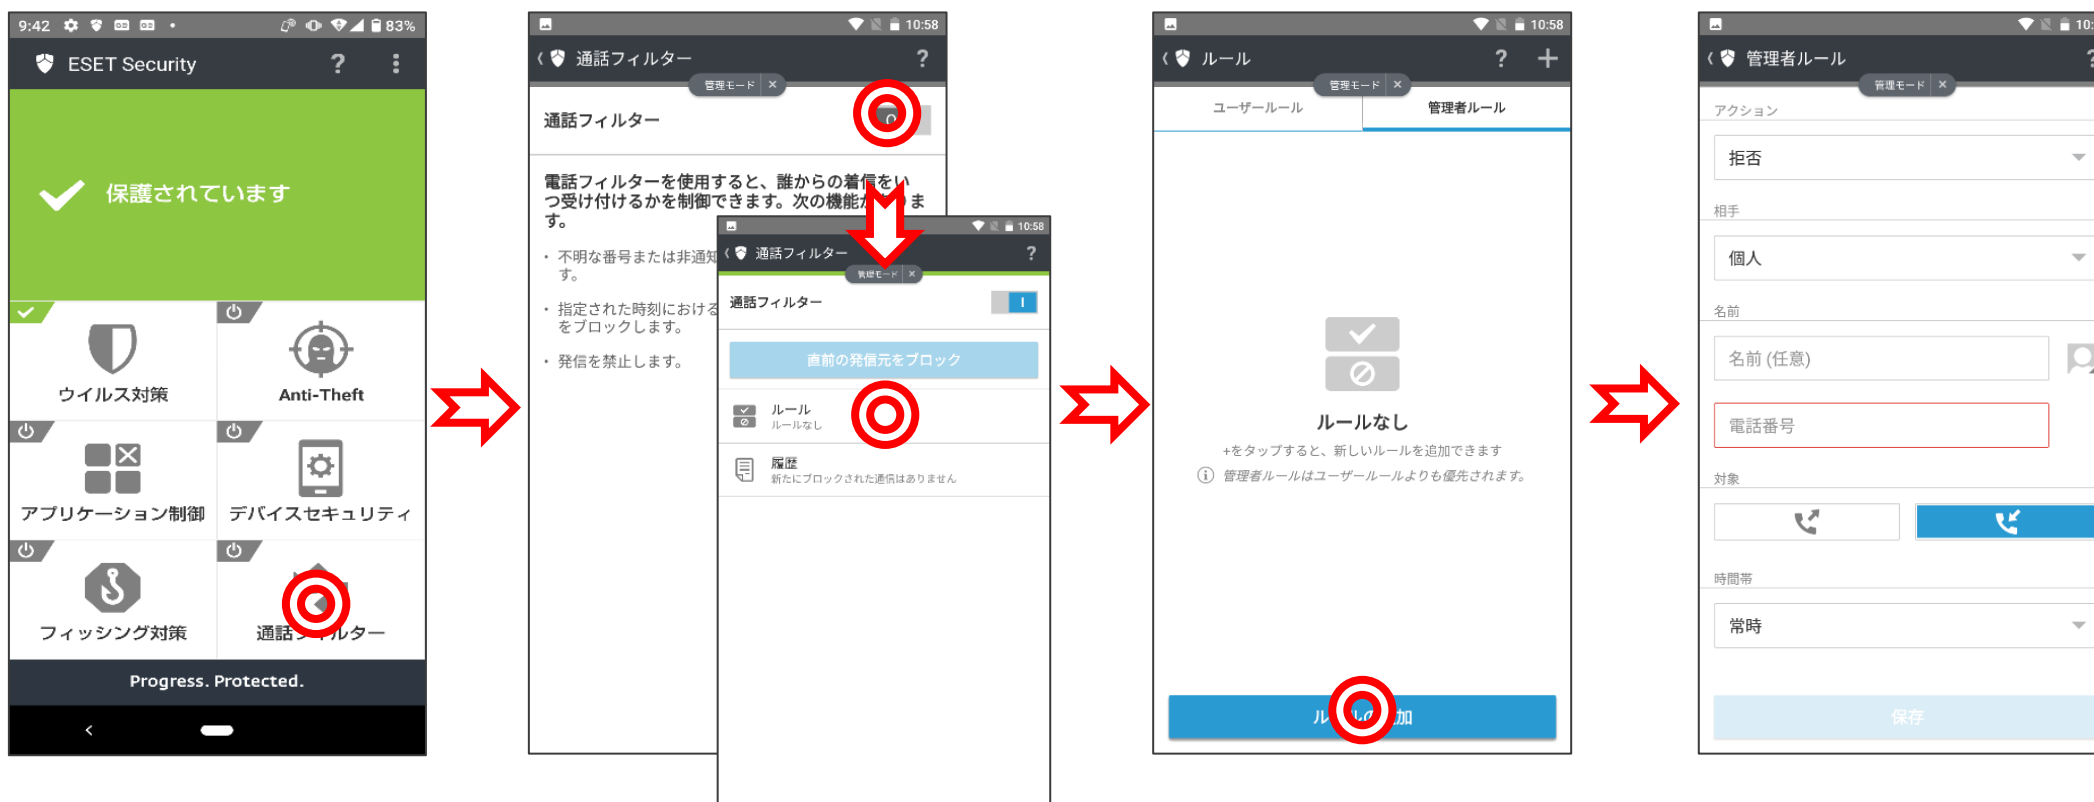 9:42
83%
ESET Security
?
保護されています
ウイルス対策
Anti-Theft
アプリケーション制御
デバイスセキュリティ
フィッシング対策
通話フィルター
Progress. Protected.
10:58
通話フィルター
?
管理モード ×
通話フィルター
電話フィルターを使用すると、誰からの着信をい
つ受け付けるかを制御できます。次の機能がありま
す。
・不明な番号または非通知
す。
・指定された時刻における
をブロックします。
・発信を禁止します。
10:58
通話フィルター
?
管理モード ×
通話フィルター
直前の発信元をブロック
ルール
ルールなし
履歴
新たにブロックされた通信はありません
10:58
ルール
? +
管理モード ×
ユーザールール
管理者ルール
ルールなし
+をタップすると、新しいルールを追加できます
管理者ルールはユーザールールよりも優先されます。
ルールの追加
10:
管理者ルール
?
管理モード ×
アクション
拒否
相手
個人
名前
名前 (任意)
電話番号
対象
時間帯
常時
保存